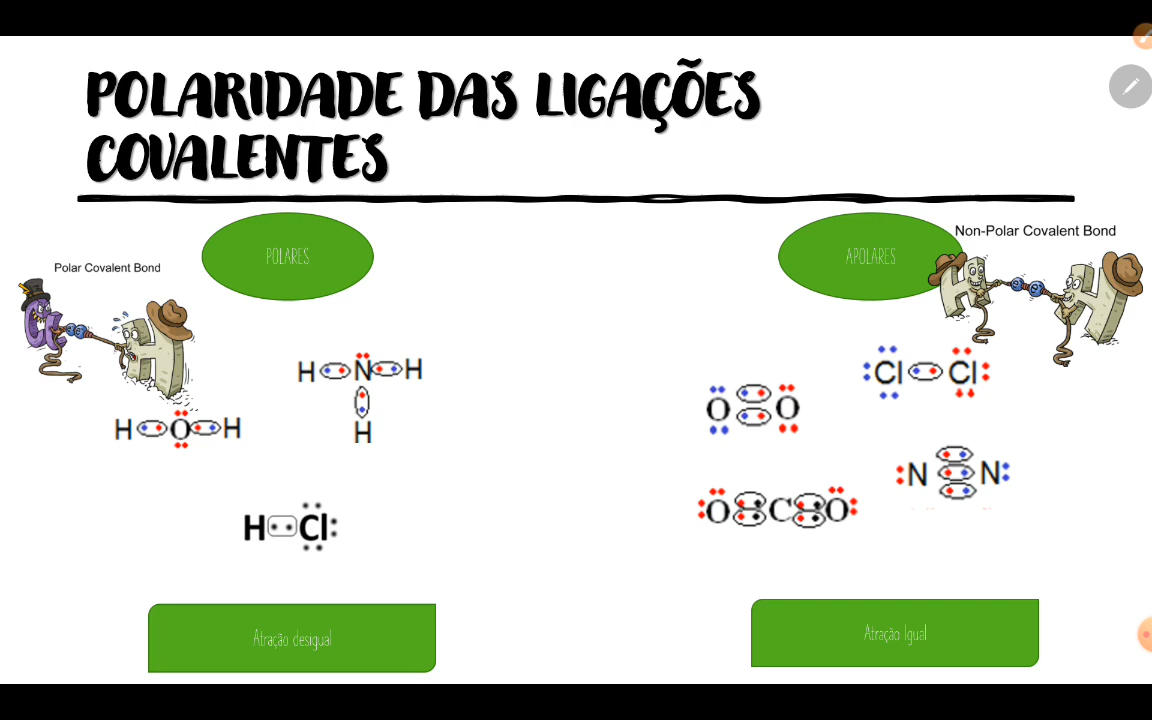 POLARIDADE DAS LIGAÇÕES
COVALENTES
POLARES
APOLARES
Polar Covalent Bond
Non-Polar Covalent Bond
Cl H
H H
H N H
H
H O H
H Cl
Cl Cl
O O
N N
O C O
Atração desigual
Atração Igual